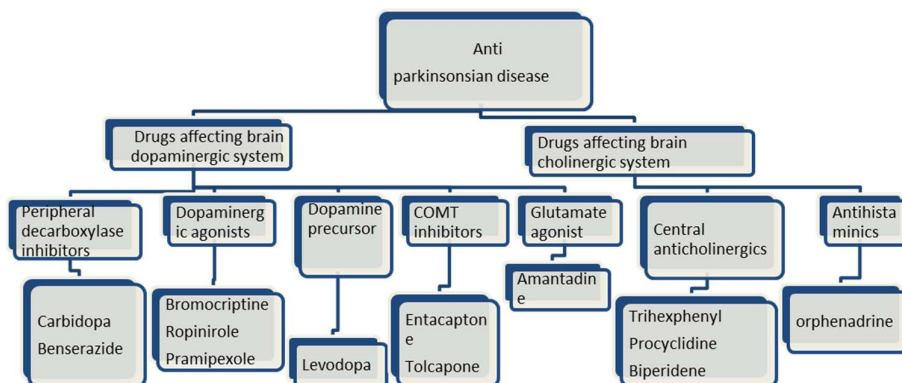 Anti
parkinsonsian disease
Drugs affecting brain
dopaminergic system
Drugs affecting brain
cholinergic system
Peripheral
decarboxylase
inhibitors
Dopaminerg
ic agonists
Dopamine
precursor
COMT
inhibitors
Glutamate
agonist
Central
anticholinergics
Antihista
minics
Carbidopa
Benserazide
Bromocriptine
Ropinirole
Pramipexole
Levodopa
Entacapton
e
Tolcapone
Amantadin
e
Trihexphenyl
Procyclidine
Biperidene
orphenadrine